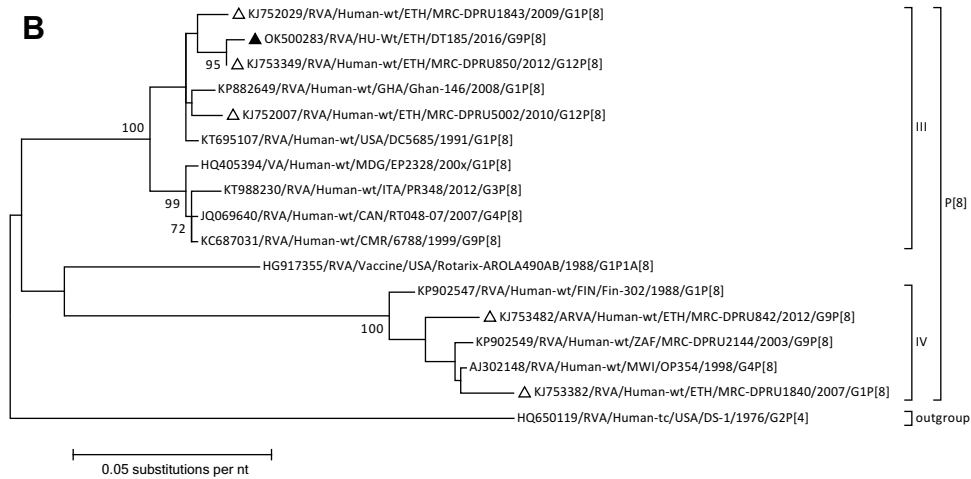 B
KJ752029/RVA/Human-wt/ETH/MRC-DPRU1843/2009/G1P[8]
OK500283/RVA/HU-Wt/ETH/DT185/2016/G9P[8]
95
KJ753349/RVA/Human-wt/ETH/MRC-DPRU850/2012/G12P[8]
KP882649/RVA/Human-wt/GHA/Ghan-146/2008/G1P[8]
KJ752007/RVA/Human-wt/ETH/MRC-DPRU5002/2010/G12P[8]
100
III
KT695107/RVA/Human-wt/USA/DC5685/1991/G1P[8]
HQ405394/VA/Human-wt/MDG/EP2328/200x/G1P[8]
KT988230/RVA/Human-wt/ITA/PR348/2012/G3P[8]
99
P[8]
JQ069640/RVA/Human-wt/CAN/RT048-07/2007/G4P[8]
72
KC687031/RVA/Human-wt/CMR/6788/1999/G9P[8]
HG917355/RVA/Vaccine/USA/Rotarix-AROLA490AB/1988/G1P1A[8]
KP902547/RVA/Human-wt/FIN/Fin-302/1988/G1P[8]
KJ753482/ARVA/Human-wt/ETH/MRC-DPRU842/2012/G9P[8]
100
KP902549/RVA/Human-wt/ZAF/MRC-DPRU2144/2003/G9P[8]
IV
AJ302148/RVA/Human-wt/MWI/OP354/1998/G4P[8]
KJ753382/RVA/Human-wt/ETH/MRC-DPRU1840/2007/G1P[8]
HQ650119/RVA/Human-tc/USA/DS-1/1976/G2P[4]
outgroup
0.05 substitutions per nt